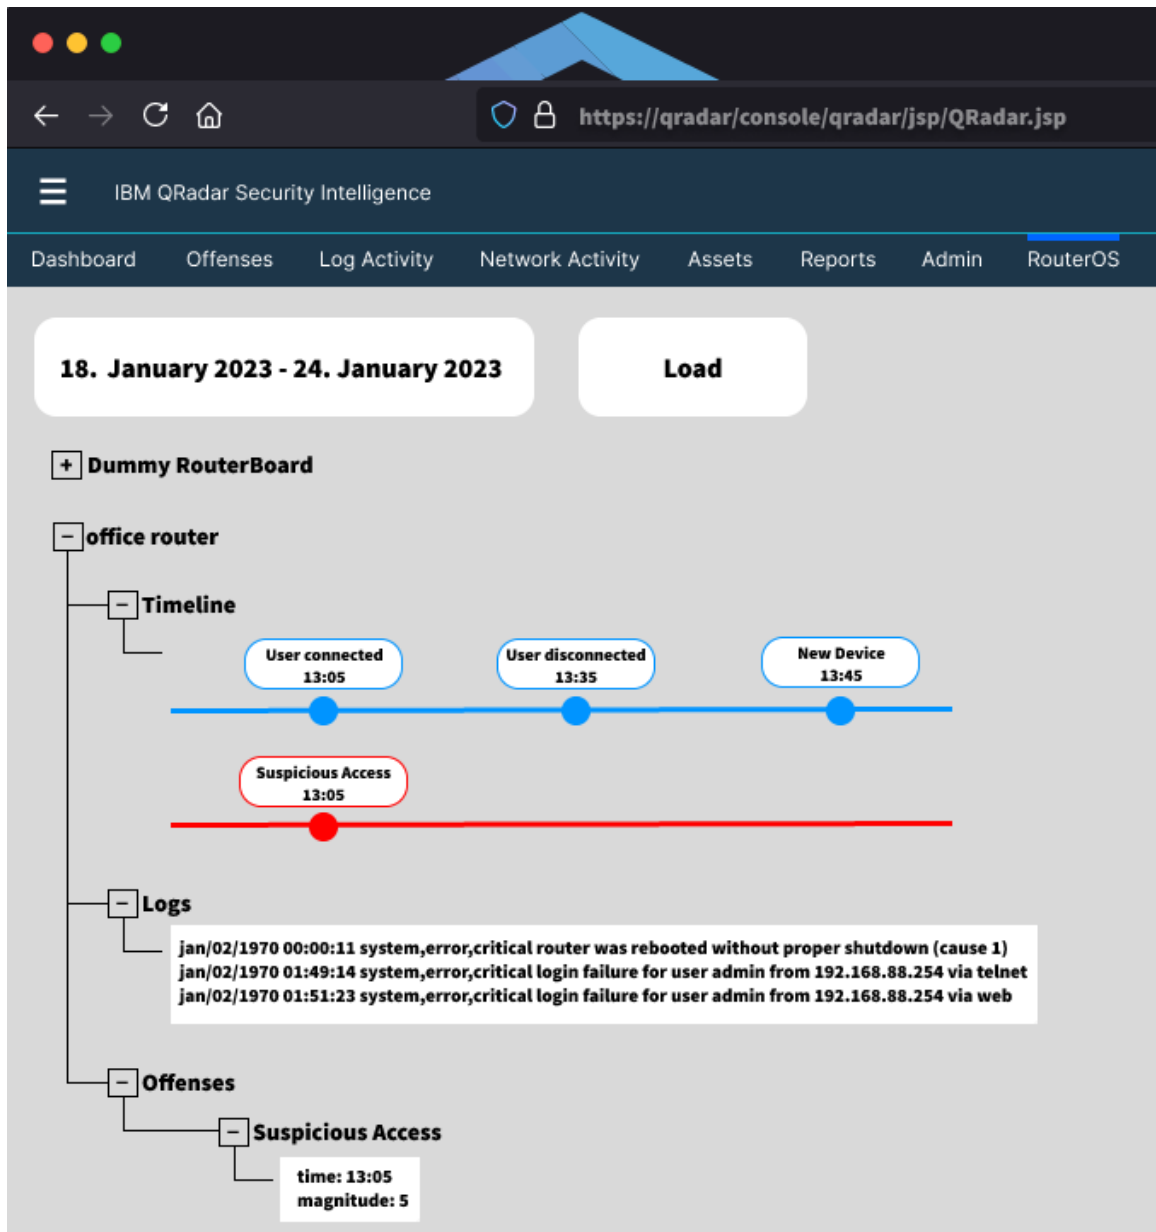 https://qradar/console/qradar/jsp/QRadar.jsp
IBM QRadar Security Intelligence
Dashboard Offenses Log Activity Network Activity Assets Reports Admin RouterOS
18. January 2023 - 24. January 2023 Load
+ Dummy RouterBoard
− office router
− Timeline
User connected
13:05
User disconnected
13:35
New Device
13:45
Suspicious Access
13:05
− Logs
jan/02/1970 00:00:11 system,error,critical router was rebooted without proper shutdown (cause 1)
jan/02/1970 01:49:14 system,error,critical login failure for user admin from 192.168.88.254 via telnet
jan/02/1970 01:51:23 system,error,critical login failure for user admin from 192.168.88.254 via web
− Offenses
− Suspicious Access
time: 13:05
magnitude: 5